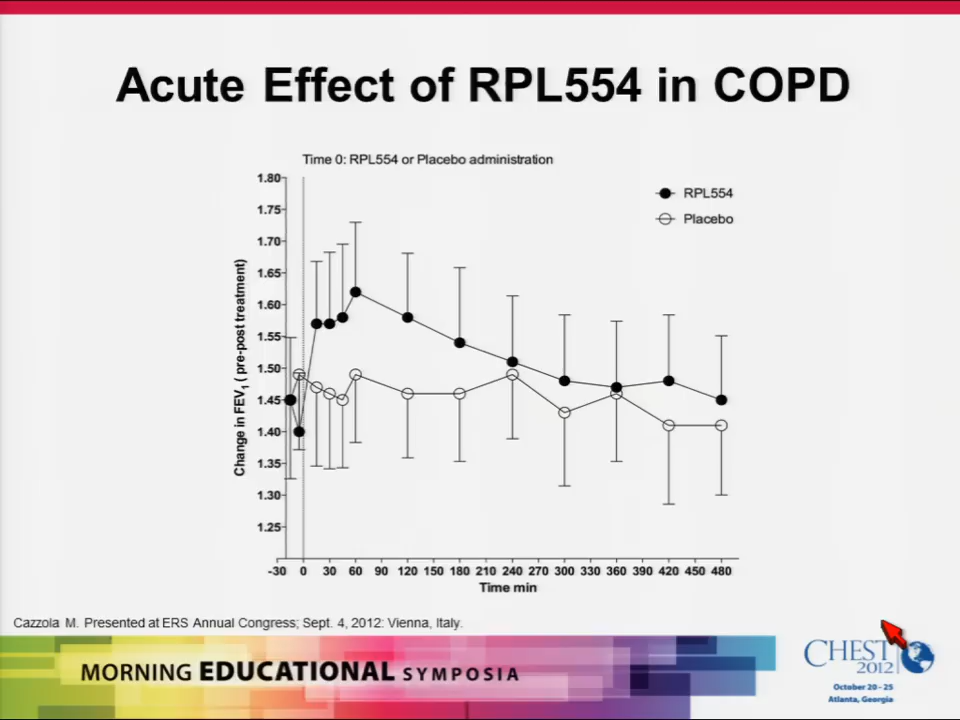 Acute Effect of RPL554 in COPD
Time 0: RPL554 or Placebo administration
RPL554
Placebo
Change in FEV1 ( pre-post treatment)
1.80
1.75
1.70
1.65
1.60
1.55
1.50
1.45
1.40
1.35
1.30
1.25
-30 0 30 60 90 120 150 180 210 240 270 300 330 360 390 420 450 480
Time min
Cazzola M. Presented at ERS Annual Congress; Sept. 4, 2012: Vienna, Italy.
MORNING EDUCATIONAL SYMPOSIA
CHEST
2012
October 20 - 25
Atlanta, Georgia